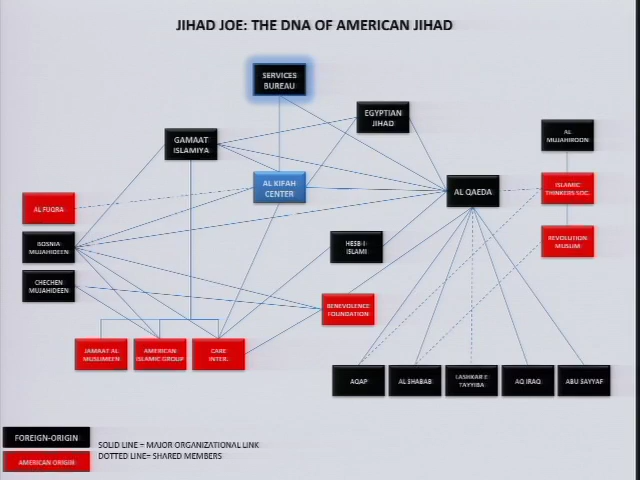 JIHAD JOE: THE DNA OF AMERICAN JIHAD
SERVICES
BUREAU
EGYPTIAN
JIHAD
GAMAAT
ISLAMIYA
AL
MUJAHIROON
AL KIFAH
CENTER
AL QAEDA
ISLAMIC
THINKERS SOC.
AL FUQRA
BOSNIA
MUJAHIDEEN
HESB-I-
ISLAMI
REVOLUTION
MUSLIM
CHECHEN
MUJAHIDEEN
BENEVOLENCE
FOUNDATION
JAMAAT AL
MUSLIMEEN
AMERICAN
ISLAMIC GROUP
CARE
INTER.
AQAP
AL SHABAB
LASHKAR E
TAYYIBA
AQ IRAQ
ABU SAYYAF
FOREIGN-ORIGIN
AMERICAN ORIGIN
SOLID LINE = MAJOR ORGANIZATIONAL LINK
DOTTED LINE= SHARED MEMBERS